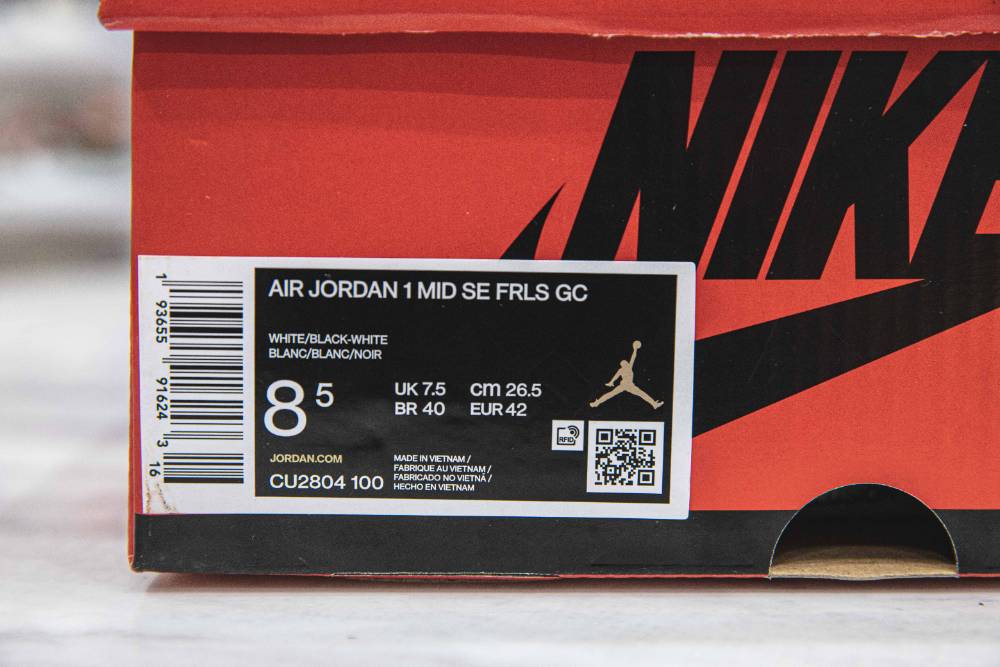 NIKE
AIR JORDAN 1 MID SE FRLS GC
WHITE/BLACK-WHITE
BLANC/BLANC/NOIR
8 5
UK 7.5 cm 26.5
BR 40 EUR 42
RFID
JORDAN.COM
CU2804 100
MADE IN VIETNAM /
FABRIQUE AU VIETNAM /
FABRICADO NO VIETNÃ /
HECHO EN VIETNAM
1 93655 91624 3 16